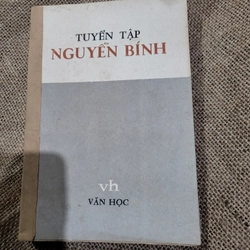 TUYỂN TẬP
NGUYỄN BÍNH
vh
VĂN HỌC